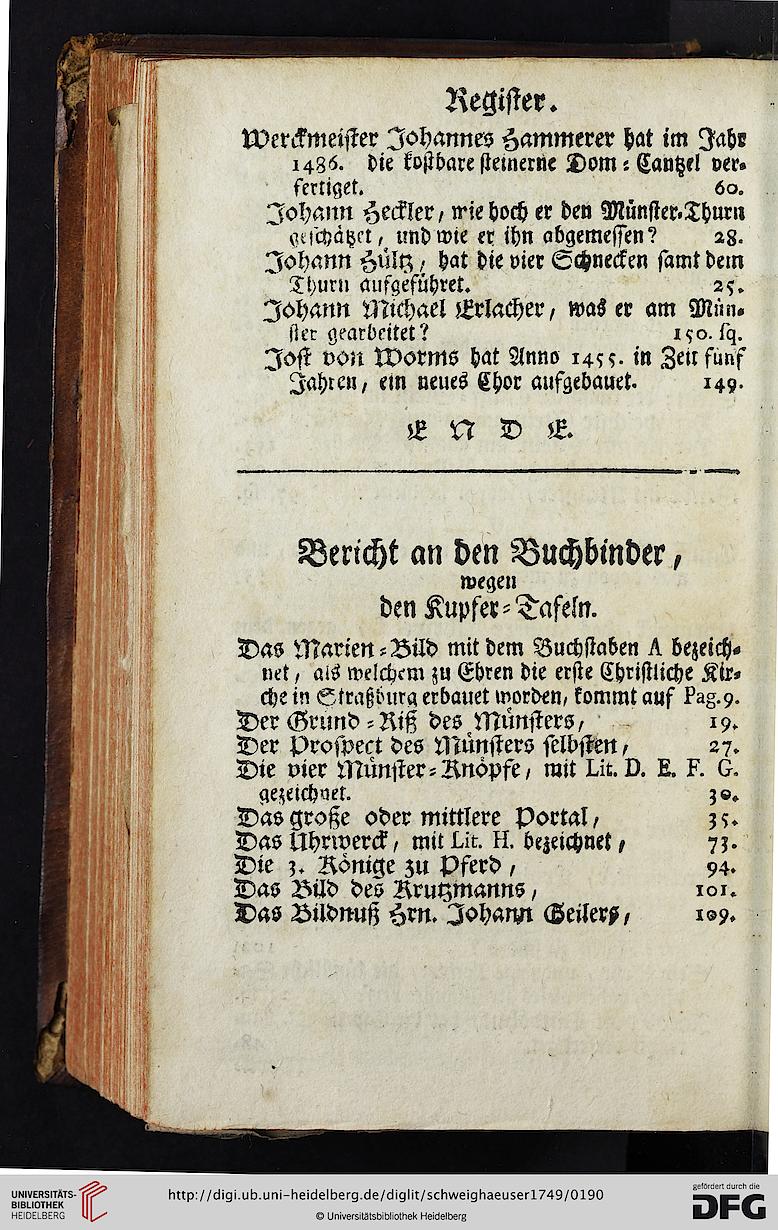 Register.
Werckmeister Johannes Hammerer hat im Jahr
1486. die kostbare steinerne Dom-Cantzel ver-
fertiget. 60.
Johann Heckler, wie hoch er den Münster-Thurn
geschätzet, und wie er ihn abgemessen? 28.
Johann Hültz, hat die vier Schnecken samt dem
Thurn aufgeführet. 25.
Johann Michael Erlacher, was er am Mün-
ster gearbeitet? 150. sq.
Jost von Worms hat Anno 1455. in Zeit fünf
Jahren, ein neues Chor aufgebauet. 149.
E N D E.
Bericht an den Buchbinder,
wegen
den Kupfer-Tafeln.
Das Marien-Bild mit dem Buchstaben A bezeich-
net, als welchem zu Ehren die erste Christliche Kir-
che in Straßburg erbauet worden, kommt auf Pag. 9.
Der Grund-Riß des Münsters, 19.
Der Prospect des Münsters selbsten, 27.
Die vier Münster-Knöpfe, mit Lit. D. E. F. G.
gezeichnet. 30.
Das große oder mittlere Portal, 35.
Das Uhrwerck, mit Lit. H. bezeichnet, 73.
Die 3. Könige zu Pferd, 94.
Das Bild des Krutzmanns, 101.
Das Bildnuß Hrn. Johann Geilers, 109.
UNIVERSITÄTS-
BIBLIOTHEK
HEIDELBERG
http://digi.ub.uni-heidelberg.de/diglit/schweighaeuser1749/0190
© Universitätsbibliothek Heidelberg
gefördert durch die
DFG